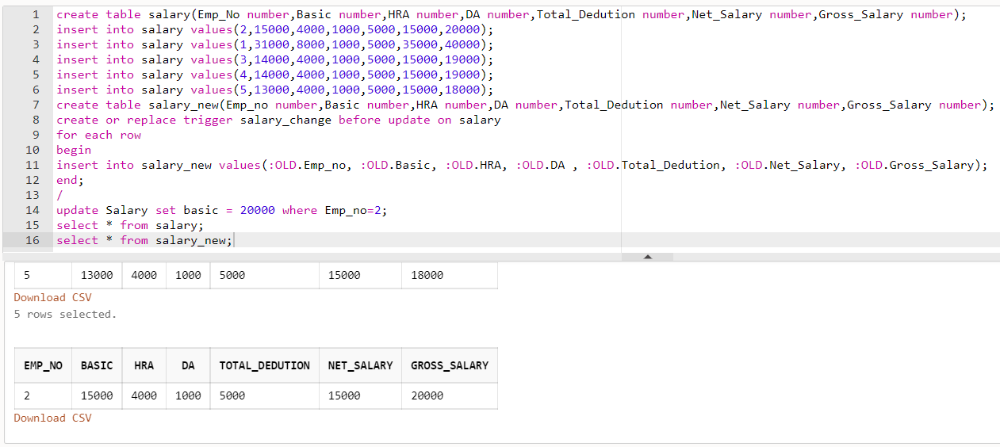 1 create table salary(Emp_No number,Basic number,HRA number,DA number,Total_Dedution number,Net_Salary number,Gross_Salary number);
2 insert into salary values(2,15000,4000,1000,5000,15000,20000);
3 insert into salary values(1,31000,8000,1000,5000,35000,40000);
4 insert into salary values(3,14000,4000,1000,5000,15000,19000);
5 insert into salary values(4,14000,4000,1000,5000,15000,19000);
6 insert into salary values(5,13000,4000,1000,5000,15000,18000);
7 create table salary_new(Emp_no number,Basic number,HRA number,DA number,Total_Dedution number,Net_Salary number,Gross_Salary number);
8 create or replace trigger salary_change before update on salary
9 for each row
10 begin
11 insert into salary_new values(:OLD.Emp_no, :OLD.Basic, :OLD.HRA, :OLD.DA , :OLD.Total_Dedution, :OLD.Net_Salary, :OLD.Gross_Salary);
12 end;
13 /
14 update Salary set basic = 20000 where Emp_no=2;
15 select * from salary;
16 select * from salary_new;
5 13000 4000 1000 5000 15000 18000
Download CSV
5 rows selected.
EMP_NO BASIC HRA DA TOTAL_DEDUTION NET_SALARY GROSS_SALARY
2 15000 4000 1000 5000 15000 20000
Download CSV